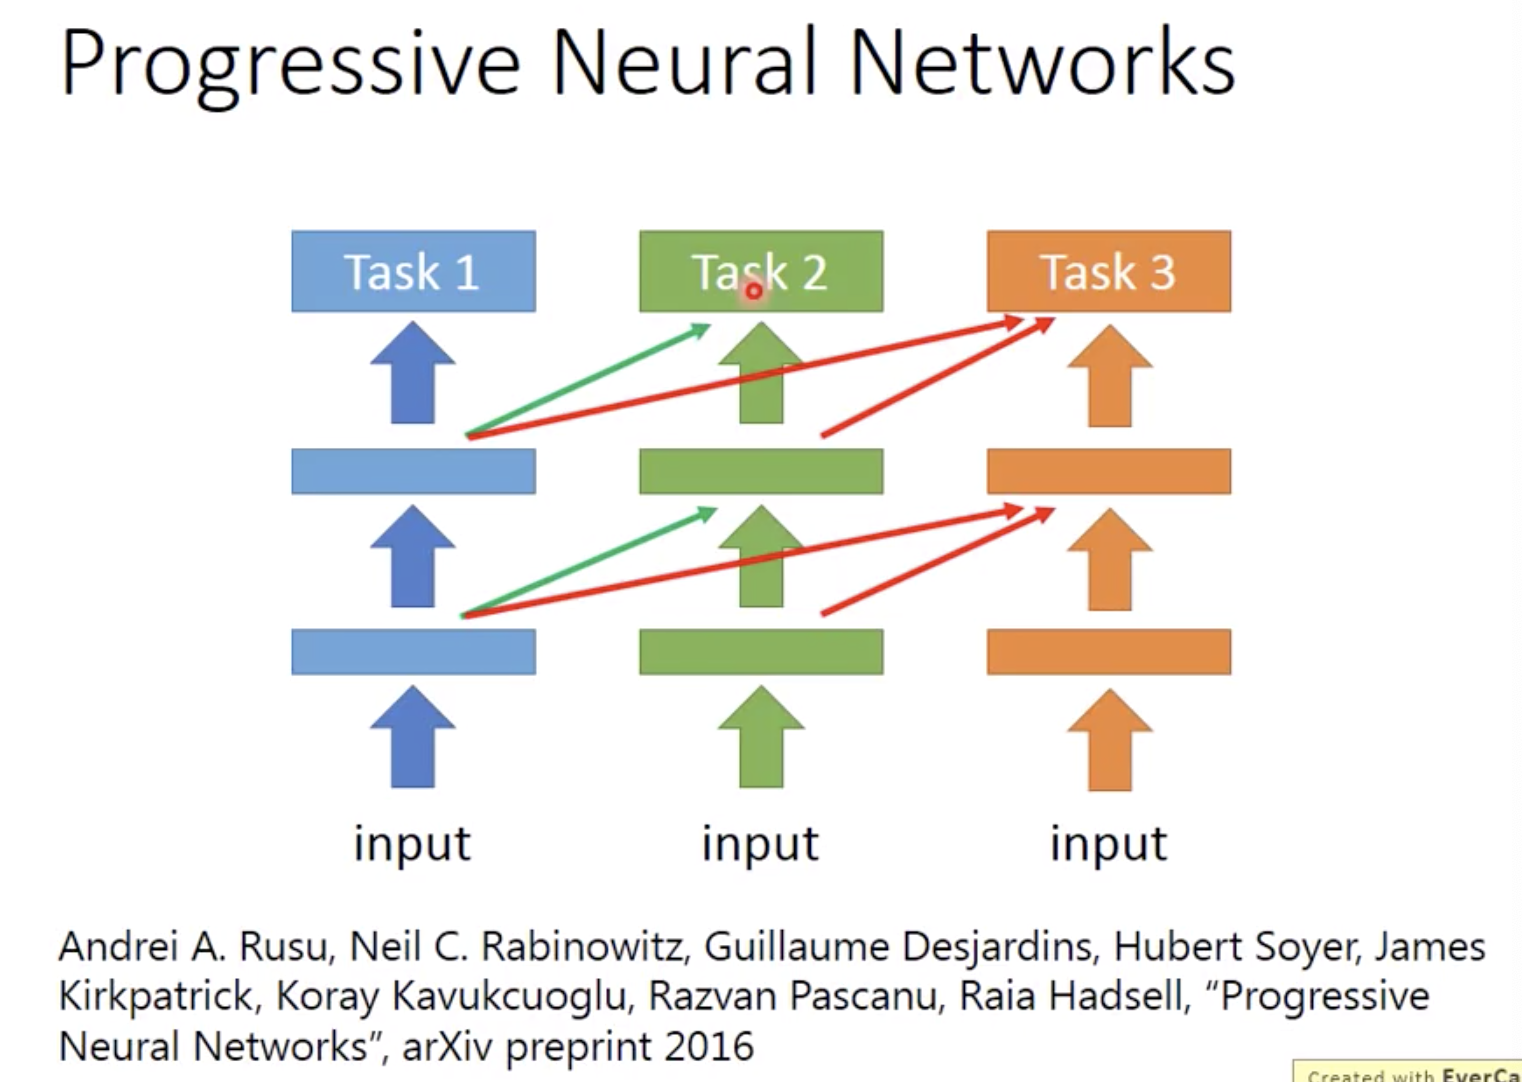 Progressive Neural Networks
Task 1
Task 2
Task 3
input
input
input
Andrei A. Rusu, Neil C. Rabinowitz, Guillaume Desjardins, Hubert Soyer, James
Kirkpatrick, Koray Kavukcuoglu, Razvan Pascanu, Raia Hadsell, “Progressive
Neural Networks”, arXiv preprint 2016
Created with